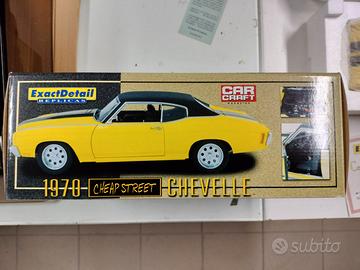 ExactDetail
REPLICAS
CAR
CRAFT
1970 CHEAP STREET CHEVELLE
subito